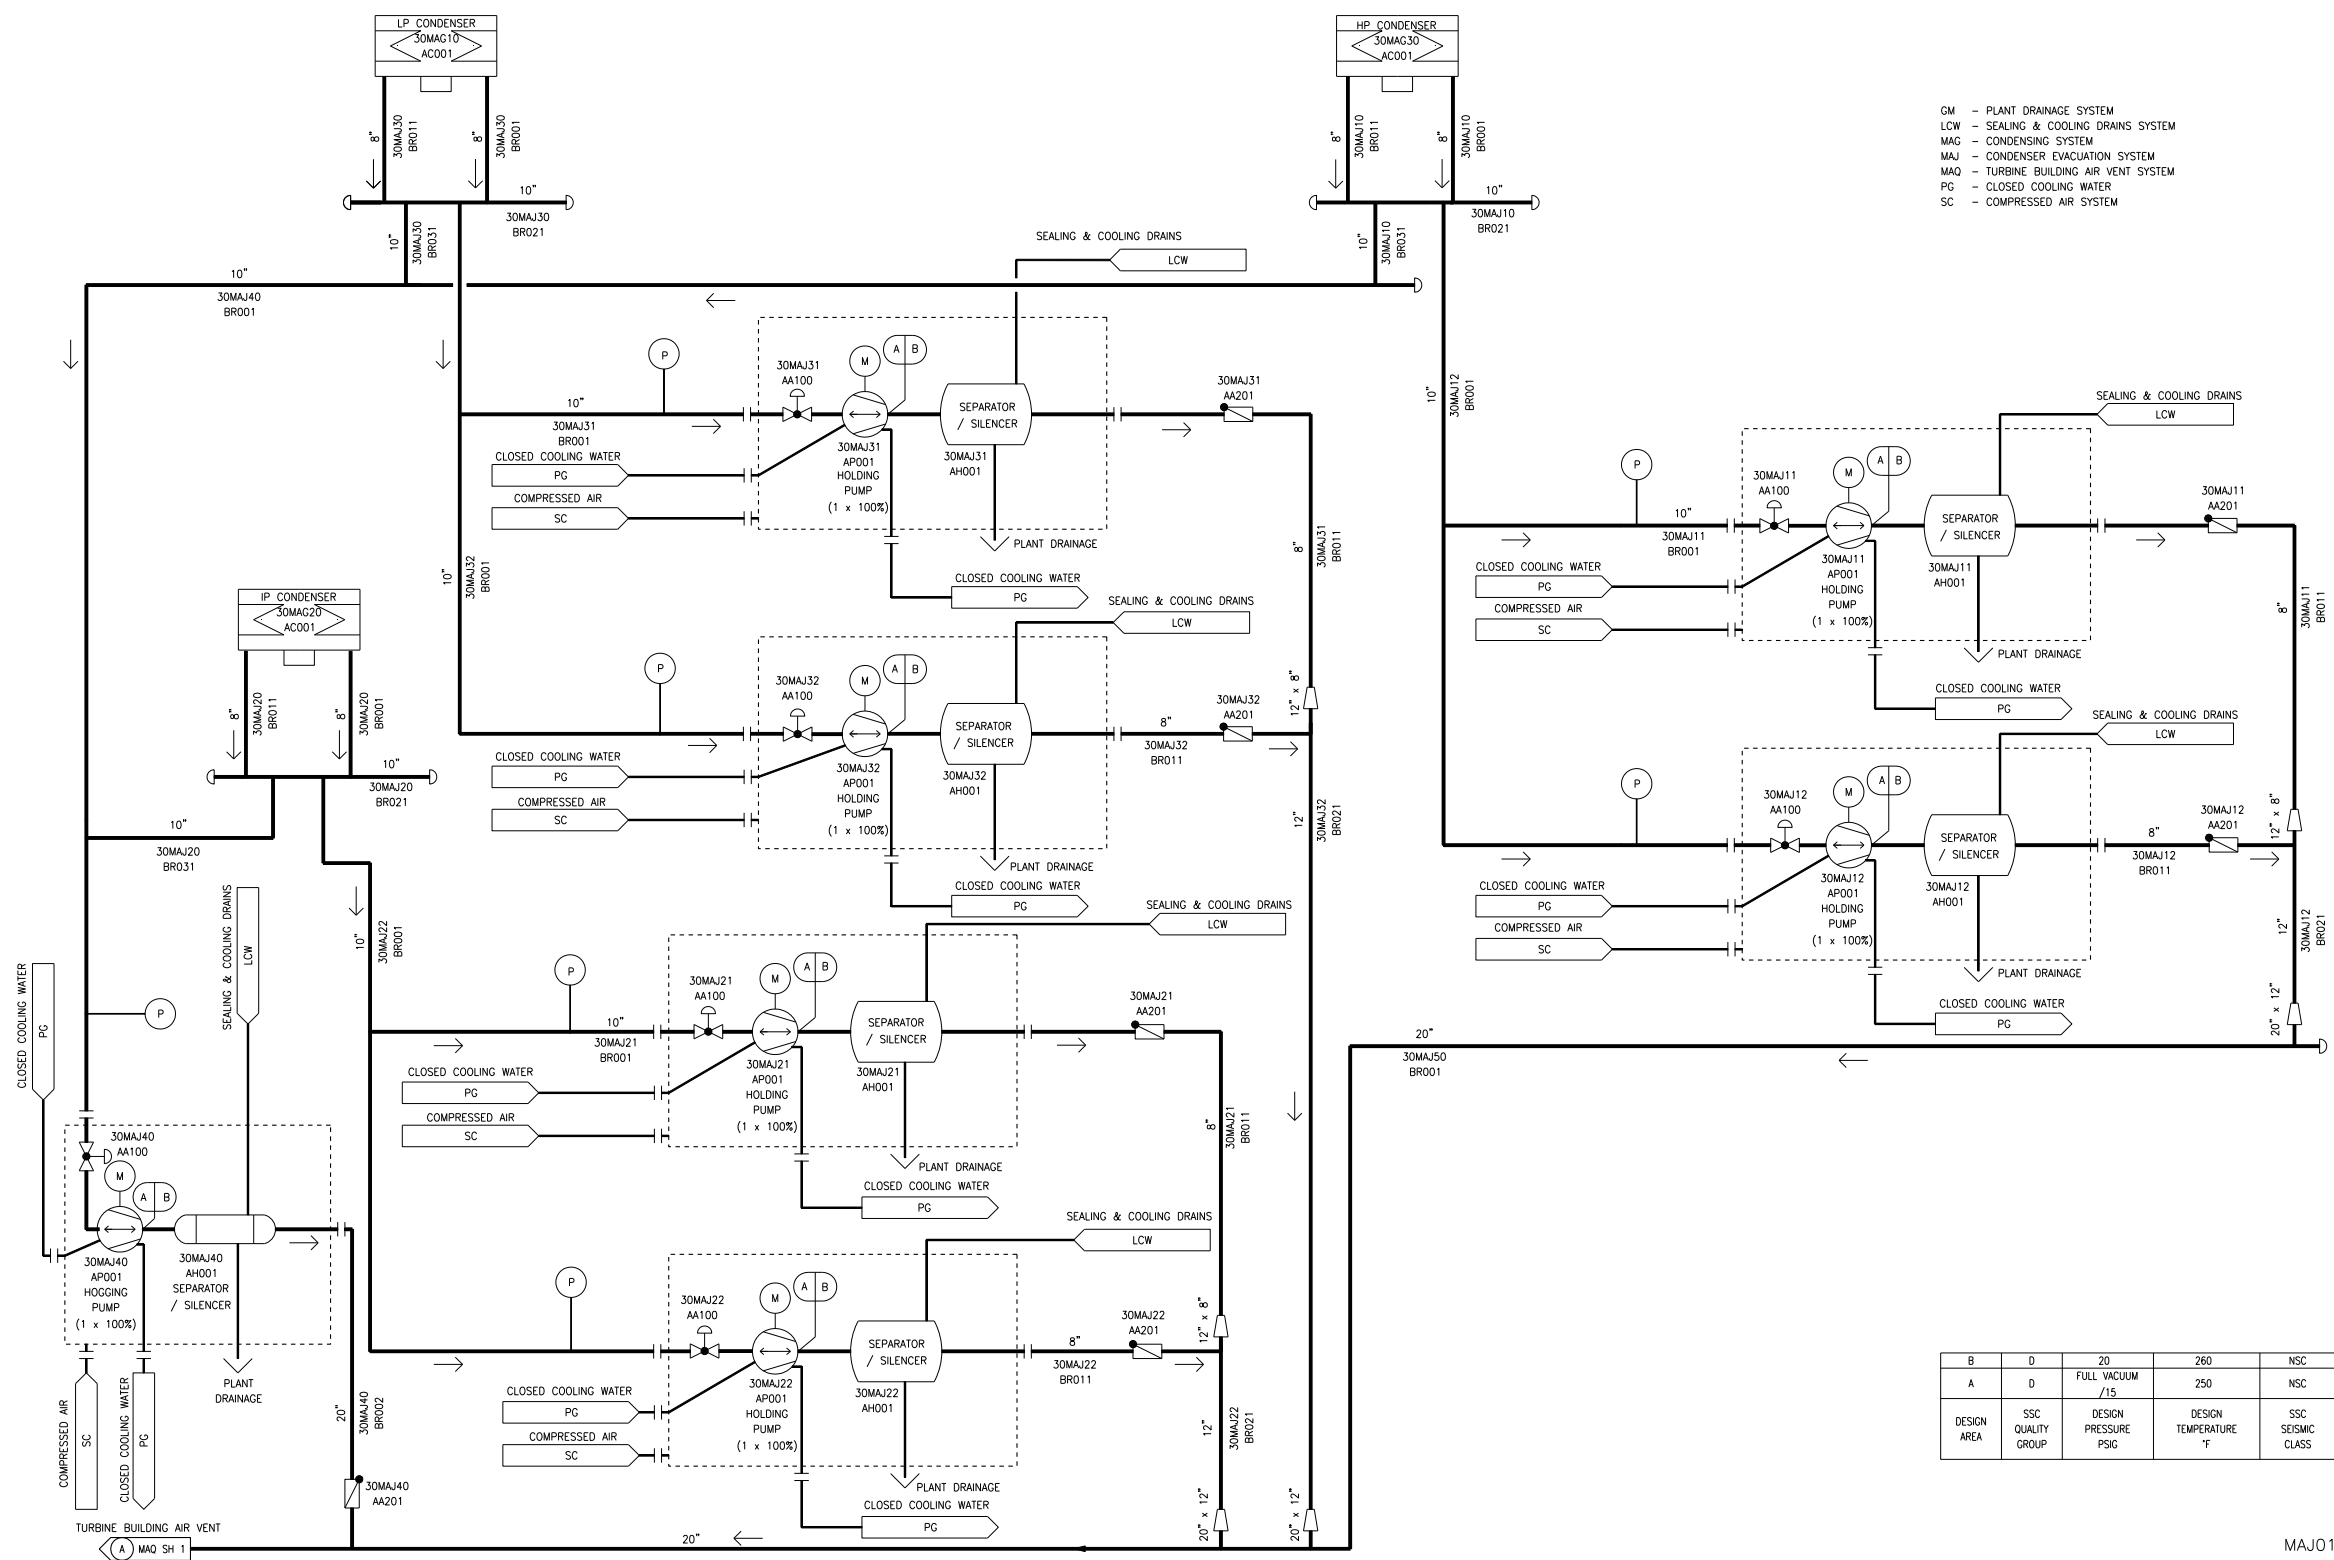 LP CONDENSER
30MAG10
AC001
8"
30MAJ30
BR011
8"
30MAJ30
BR001
10"
30MAJ30
BR021
10"
30MAJ30
BR031
10"
30MAJ40
BR001
HP CONDENSER
30MAG30
AC001
8"
30MAJ10
BR011
8"
30MAJ10
BR001
10"
30MAJ10
BR021
10"
30MAJ10
BR031
GM – PLANT DRAINAGE SYSTEM
LCW – SEALING & COOLING DRAINS SYSTEM
MAG – CONDENSING SYSTEM
MAJ – CONDENSER EVACUATION SYSTEM
MAQ – TURBINE BUILDING AIR VENT SYSTEM
PG – CLOSED COOLING WATER
SC – COMPRESSED AIR SYSTEM
SEALING & COOLING DRAINS
LCW
P
10"
30MAJ31
BR001
30MAJ31
AA100
M
A B
30MAJ31
AP001
HOLDING
PUMP
(1 x 100%)
SEPARATOR
/ SILENCER
30MAJ31
AH001
30MAJ31
AA201
CLOSED COOLING WATER
PG
COMPRESSED AIR
SC
PLANT DRAINAGE
CLOSED COOLING WATER
PG
8"
30MAJ31
BR011
10"
30MAJ32
BR001
SEALING & COOLING DRAINS
LCW
P
30MAJ32
AA100
M
A B
30MAJ32
AP001
HOLDING
PUMP
(1 x 100%)
SEPARATOR
/ SILENCER
30MAJ32
AH001
8"
30MAJ32
BR011
30MAJ32
AA201
12" x 8"
CLOSED COOLING WATER
PG
COMPRESSED AIR
SC
PLANT DRAINAGE
CLOSED COOLING WATER
PG
12"
30MAJ32
BR021
10"
30MAJ12
BR001
SEALING & COOLING DRAINS
LCW
P
10"
30MAJ11
BR001
30MAJ11
AA100
M
A B
30MAJ11
AP001
HOLDING
PUMP
(1 x 100%)
SEPARATOR
/ SILENCER
30MAJ11
AH001
30MAJ11
AA201
CLOSED COOLING WATER
PG
COMPRESSED AIR
SC
PLANT DRAINAGE
CLOSED COOLING WATER
PG
8"
30MAJ11
BR011
SEALING & COOLING DRAINS
LCW
P
30MAJ12
AA100
M
A B
30MAJ12
AP001
HOLDING
PUMP
(1 x 100%)
SEPARATOR
/ SILENCER
30MAJ12
AH001
8"
30MAJ12
BR011
30MAJ12
AA201
12" x 8"
CLOSED COOLING WATER
PG
COMPRESSED AIR
SC
PLANT DRAINAGE
CLOSED COOLING WATER
PG
12"
30MAJ12
BR021
20" x 12"
20"
30MAJ50
BR001
IP CONDENSER
30MAG20
AC001
8"
30MAJ20
BR011
8"
30MAJ20
BR001
10"
30MAJ20
BR021
10"
30MAJ20
BR031
10"
30MAJ22
BR001
SEALING & COOLING DRAINS
LCW
P
10"
30MAJ21
BR001
30MAJ21
AA100
M
A B
30MAJ21
AP001
HOLDING
PUMP
(1 x 100%)
SEPARATOR
/ SILENCER
30MAJ21
AH001
30MAJ21
AA201
CLOSED COOLING WATER
PG
COMPRESSED AIR
SC
PLANT DRAINAGE
CLOSED COOLING WATER
PG
8"
30MAJ21
BR011
SEALING & COOLING DRAINS
LCW
P
30MAJ22
AA100
M
A B
30MAJ22
AP001
HOLDING
PUMP
(1 x 100%)
SEPARATOR
/ SILENCER
30MAJ22
AH001
8"
30MAJ22
BR011
30MAJ22
AA201
12" x 8"
CLOSED COOLING WATER
PG
COMPRESSED AIR
SC
PLANT DRAINAGE
CLOSED COOLING WATER
PG
12"
30MAJ22
BR021
20" x 12"
20" x 12"
CLOSED COOLING WATER
PG
SEALING & COOLING DRAINS
LCW
P
30MAJ40
AA100
M
A B
30MAJ40
AP001
HOGGING
PUMP
(1 x 100%)
30MAJ40
AH001
SEPARATOR
/ SILENCER
COMPRESSED AIR
SC
CLOSED COOLING WATER
PG
PLANT
DRAINAGE
20"
30MAJ40
BR002
30MAJ40
AA201
TURBINE BUILDING AIR VENT
A MAQ SH 1
20"
B D 20 260 NSC
A D FULL VACUUM /15 250 NSC
DESIGN AREA SSC QUALITY GROUP DESIGN PRESSURE PSIG DESIGN TEMPERATURE °F SSC SEISMIC CLASS
MAJ01